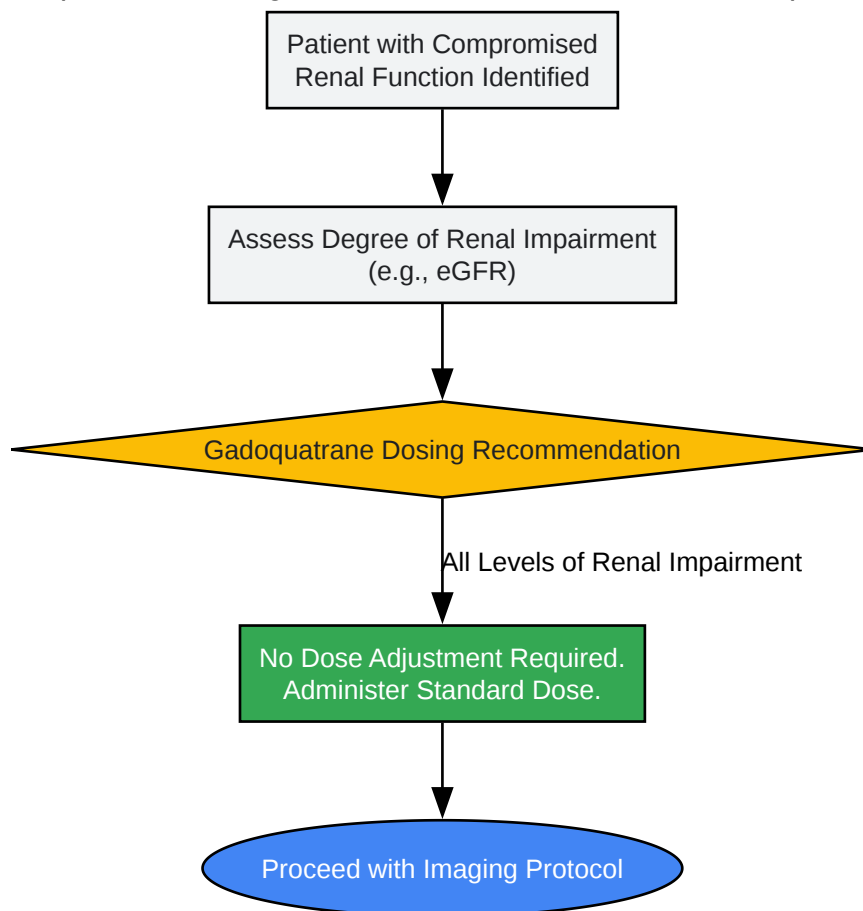 Patient with Compromised
Renal Function Identified
Assess Degree of Renal Impairment
(e.g., eGFR)
Gadoquatrane Dosing Recommendation
All Levels of Renal Impairment
No Dose Adjustment Required.
Administer Standard Dose.
Proceed with Imaging Protocol